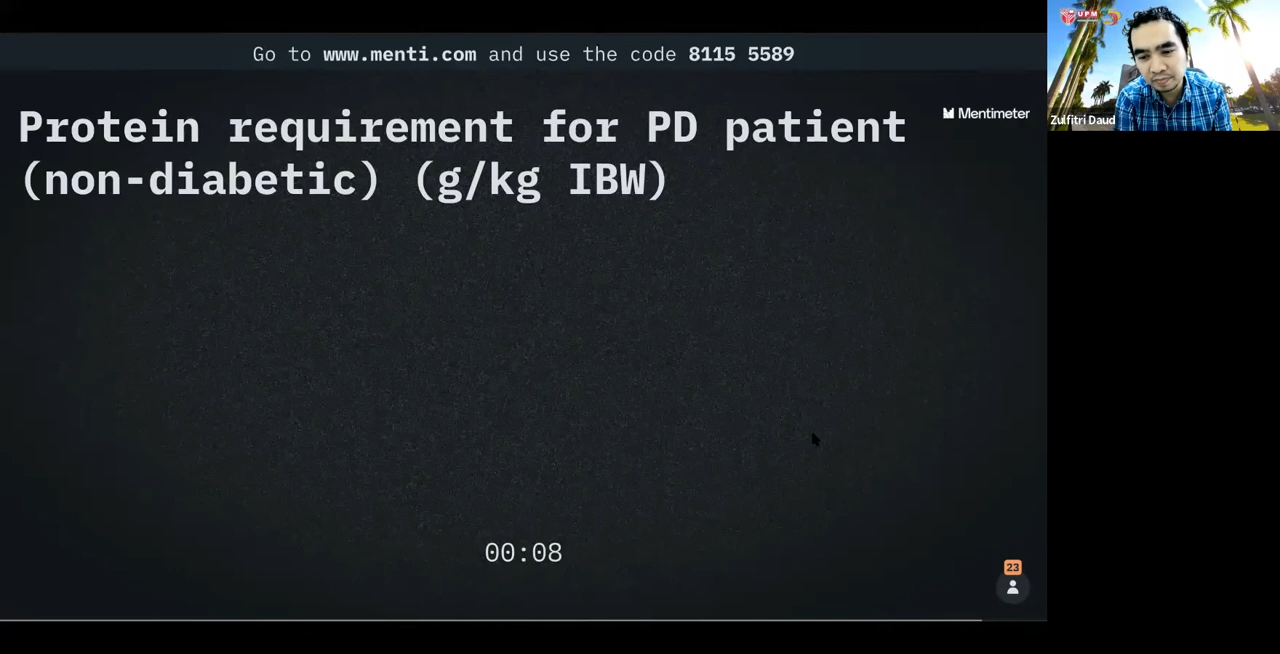 Go to www.menti.com and use the code 8115 5589
Protein requirement for PD patient
(non-diabetic) (g/kg IBW)
Mentimeter
00:08
23
UPM
Zulfitri Daud